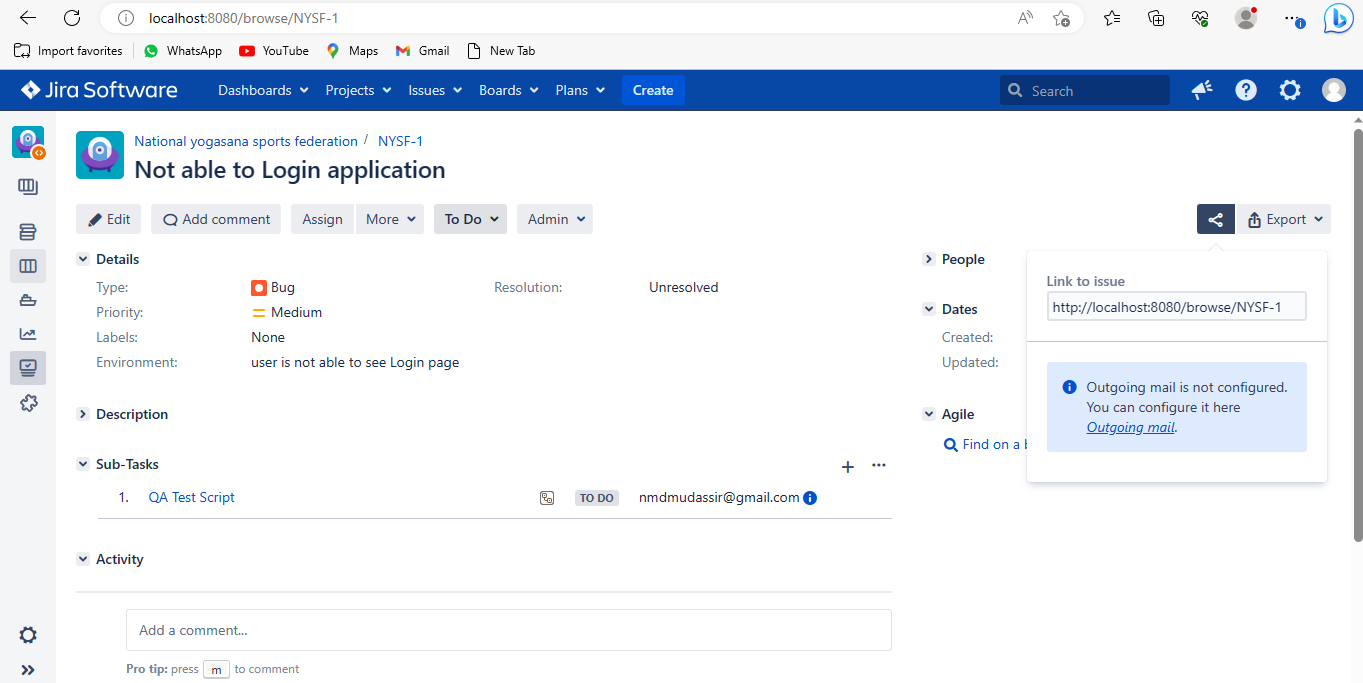 localhost:8080/browse/NYSF-1
Import favorites WhatsApp YouTube Maps Gmail New Tab
Jira Software Dashboards Projects Issues Boards Plans Create Search
National yogasana sports federation / NYSF-1
Not able to Login application
Edit Add comment Assign More To Do Admin Export
Details
Type: Bug Resolution: Unresolved
Priority: Medium
Labels: None
Environment: user is not able to see Login page
Description
Sub-Tasks
1. QA Test Script TO DO nmdmudassir@gmail.com
Activity
Add a comment...
Pro tip: press m to comment
People
Dates
Created:
Updated:
Agile
Find on a
Link to issue
http://localhost:8080/browse/NYSF-1
Outgoing mail is not configured.
You can configure it here
Outgoing mail.